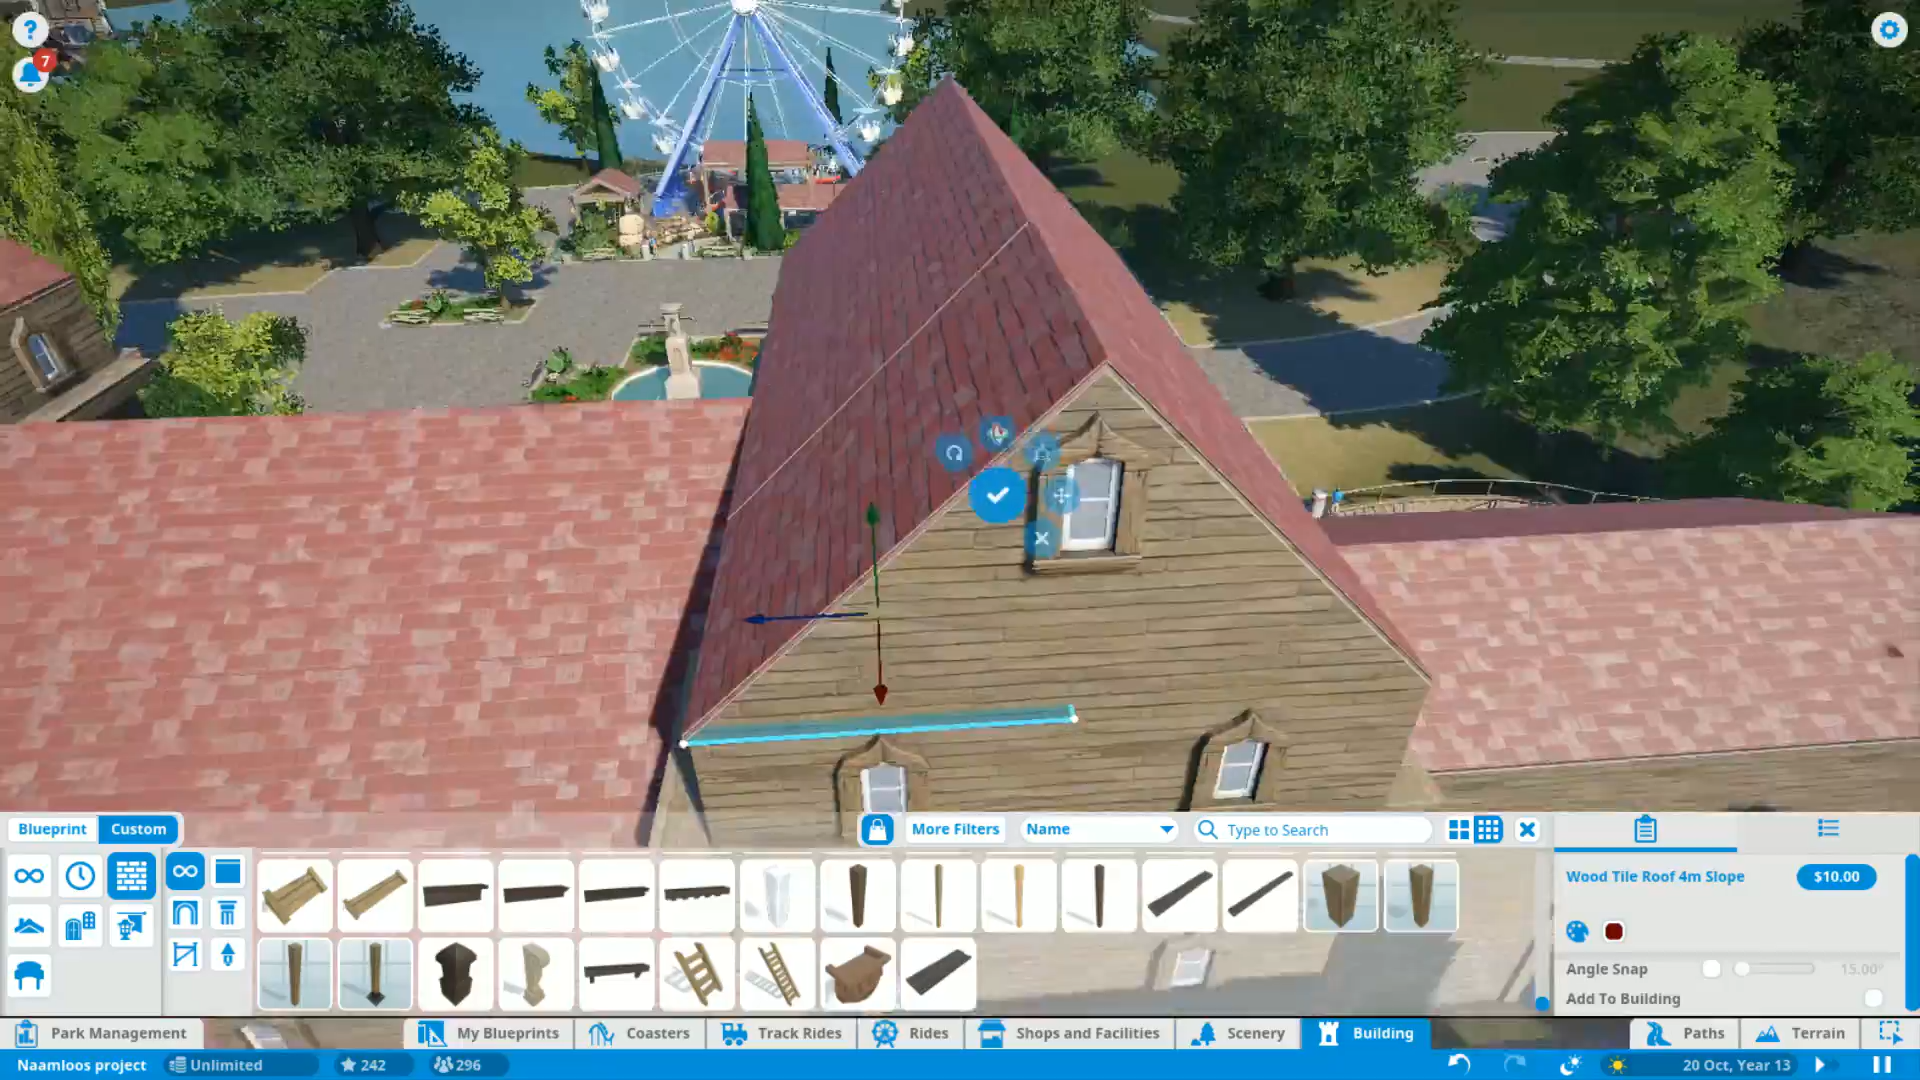 ?
7
Blueprint
Custom
More Filters
Name
Type to Search
Wood Tile Roof 4m Slope
$10.00
Angle Snap
15.00°
Add To Building
Park Management
My Blueprints
Coasters
Track Rides
Rides
Shops and Facilities
Scenery
Building
Paths
Terrain
Naamloos project
Unlimited
242
296
20 Oct, Year 13